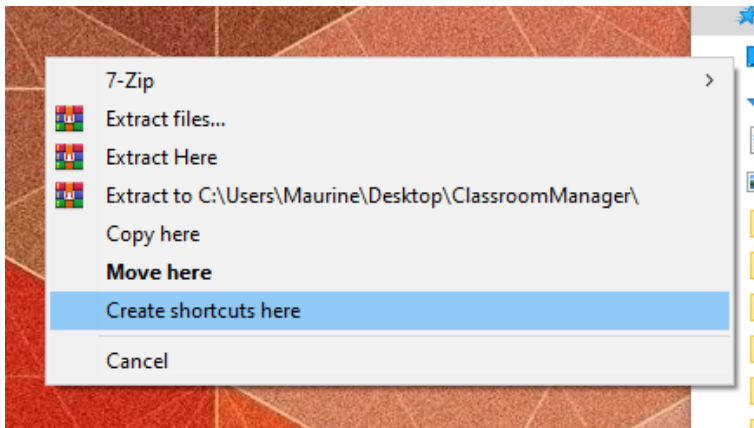 7-Zip
Extract files...
Extract Here
Extract to C:\Users\Maurine\Desktop\ClassroomManager\
Copy here
Move here
Create shortcuts here
Cancel